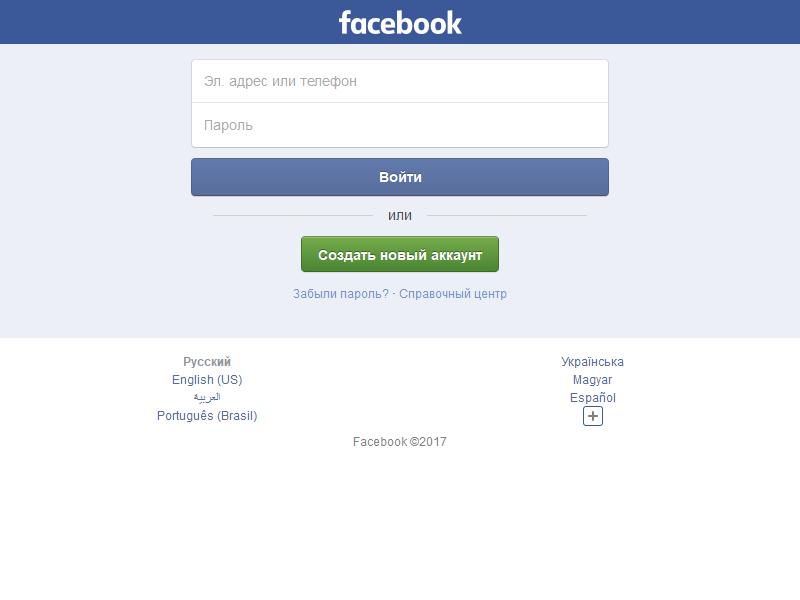 facebook
Эл. адрес или телефон
Пароль
Войти
или
Создать новый аккаунт
Забыли пароль? · Справочный центр
Русский
English (US)
العربية
Português (Brasil)
Українська
Magyar
Español
Facebook ©2017